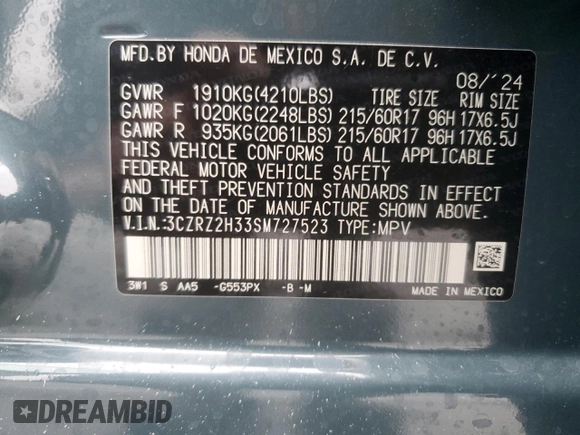 MFD.BY HONDA DE MEXICO S.A. DE C.V.
08/´24
GVWR 1910KG(4210LBS) TIRE SIZE RIM SIZE
GAWR F 1020KG(2248LBS) 215/60R17 96H 17X6.5J
GAWR R 935KG(2061LBS) 215/60R17 96H 17X6.5J
THIS VEHICLE CONFORMS TO ALL APPLICABLE
FEDERAL MOTOR VEHICLE SAFETY
AND THEFT PREVENTION STANDARDS IN EFFECT
ON THE DATE OF MANUFACTURE SHOWN ABOVE.
V.I.N.:3CZRZ2H33SM727523 TYPE:MPV
3W1 S AA5 -G553PX -B -M
MADE IN MEXICO
DREAMBID